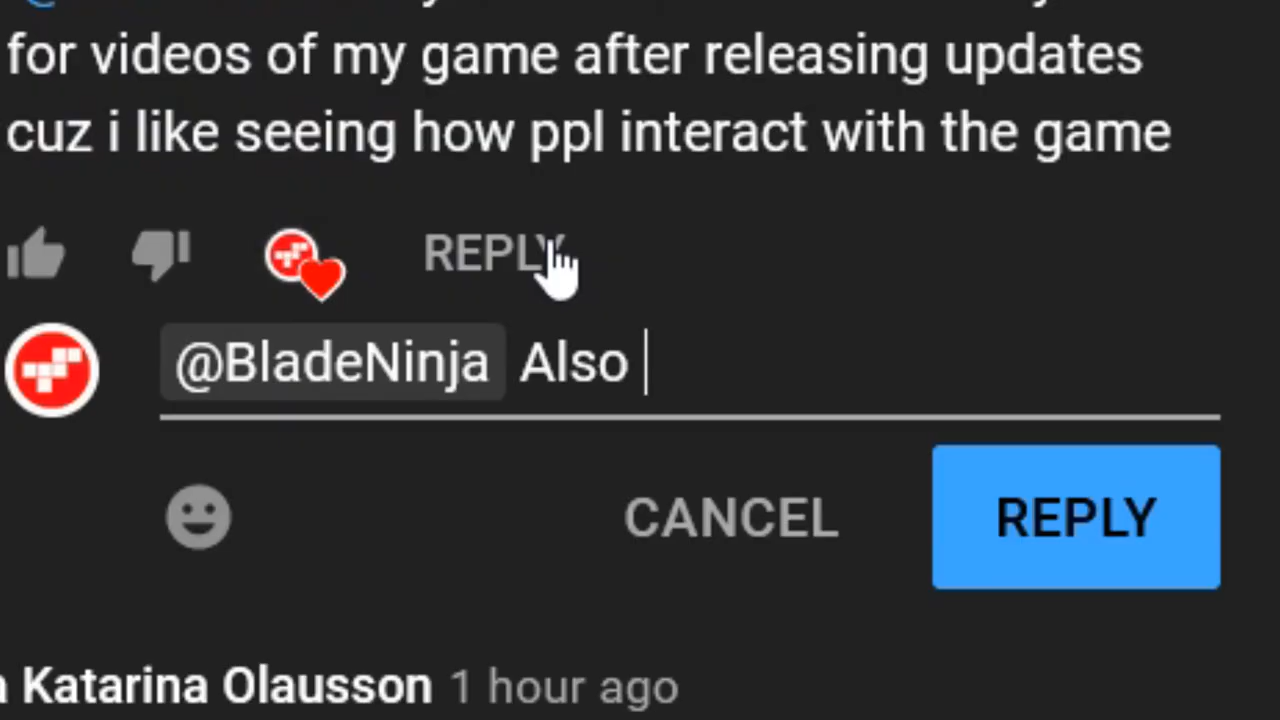 for videos of my game after releasing updates
cuz i like seeing how ppl interact with the game
REPLY
@BladeNinja Also
CANCEL
REPLY
Katarina Olausson 1 hour ago